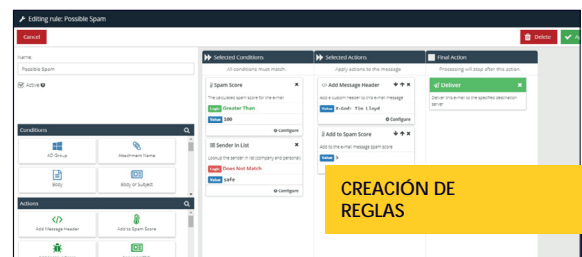 Editing rule: Possible Spam
Cancel
Delete
Name
Possible Spam
Active
Conditions
AD Group
Attachment Name
Body
Body or Subject
Actions
Add Message Header
Add to Spam Score
Selected Conditions
All conditions must match.
Spam Score
The calculated spam score for the e-mail
Logic Greater Than
Value 100
Configure
Sender in List
Lookup the sender in list (company and personal)
Logic Does Not Match
Value safe
Configure
Selected Actions
Apply actions to the message
Add Message Header
Add a custom header to the e-mail message
Value
Configure
Add to Spam Score
Add to the e-mail message spam score
Value 5
Final Action
Processing will stop after this action
Deliver
Deliver the e-mail to the specified destination server
CREACIÓN DE
REGLAS